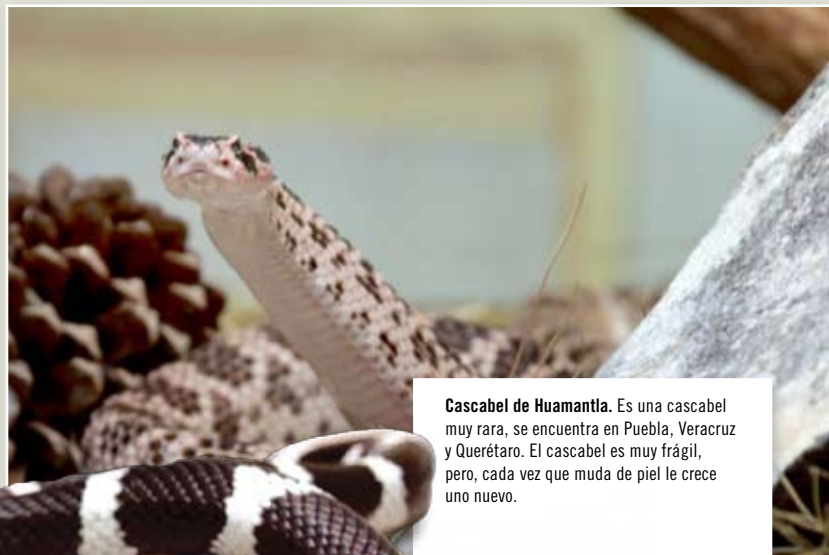 Cascabel de Huamantla. Es una cascabel
muy rara, se encuentra en Puebla, Veracruz
y Querétaro. El cascabel es muy frágil,
pero, cada vez que muda de piel le crece
uno nuevo.